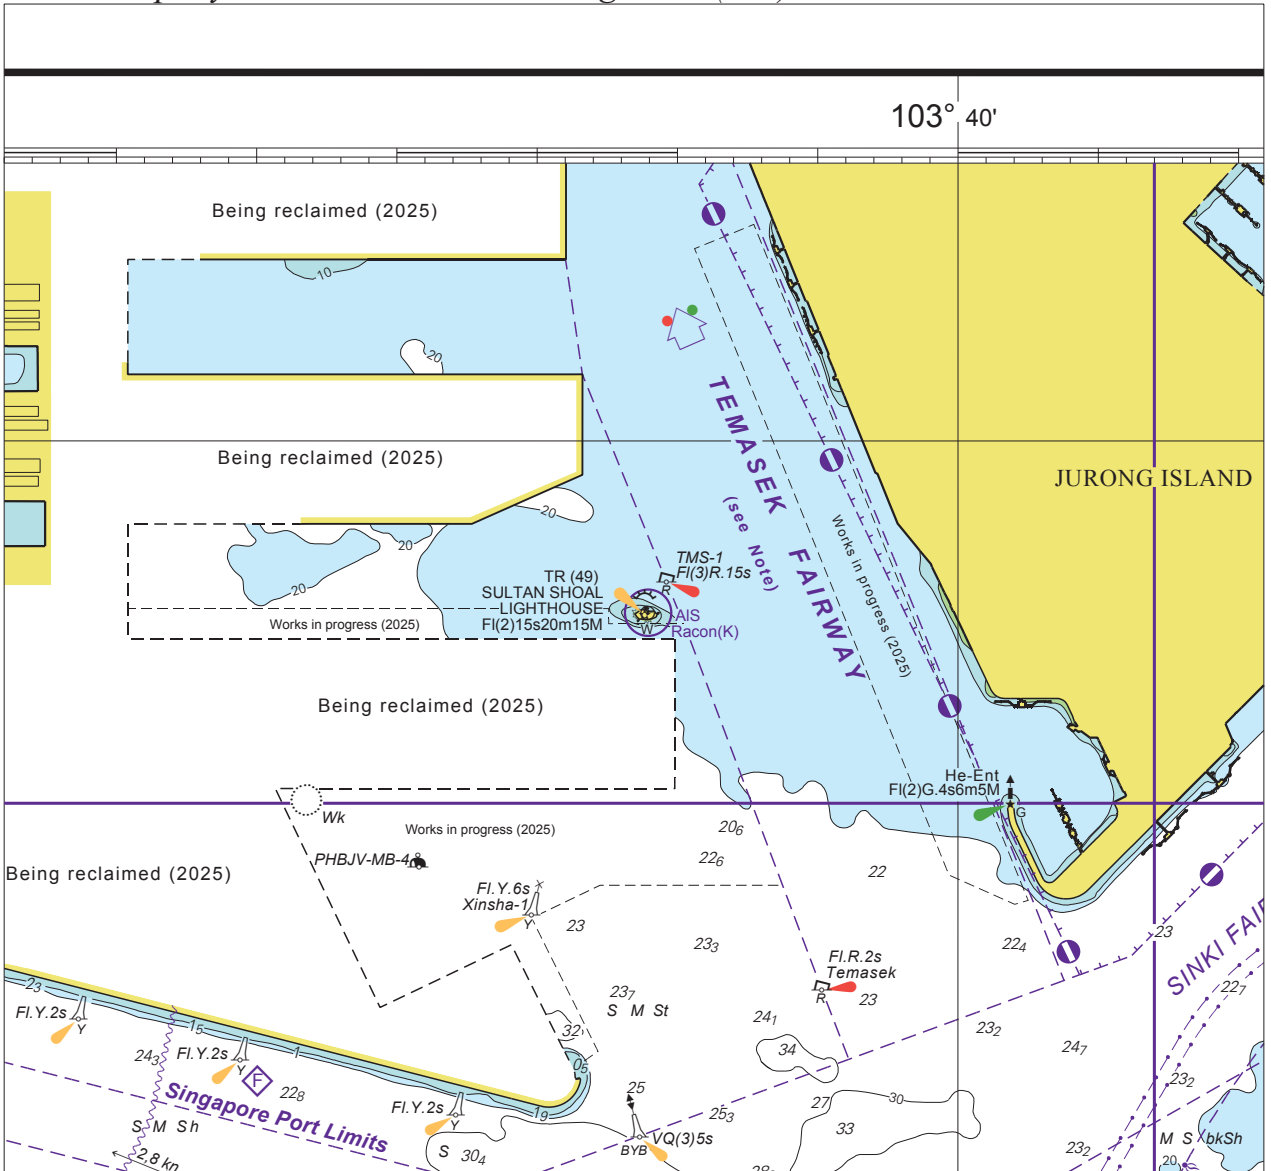 103° 40'
Being reclaimed (2025)
10
20
TEMASEK FAIRWAY
(see Note)
Being reclaimed (2025)
JURONG ISLAND
20
20
20
Works in progress (2025)
TMS-1
Fl(3)R.15s
R
TR (49)
SULTAN SHOAL
LIGHTHOUSE
Fl(2)15s20m15M
W
AIS
Racon(K)
Works in progress (2025)
Being reclaimed (2025)
He-Ent
Fl(2)G.4s6m5M
G
Wk
Works in progress (2025)
206
PHBJV-MB-4
226
22
Being reclaimed (2025)
Fl.Y.6s
Xinsha-1
Y
23
233
224
23
SINKI FAI
Fl.R.2s
Temasek
R
23
23
237
S M St
227
Fl.Y.2s
Y
15
241
232
32
247
243
Fl.Y.2s
Y
1
34
05
F
228
232
Singapore Port Limits
Fl.Y.2s
Y
19
25
253
27
30
33
S M Sh
S 304
VQ(3)5s
BYB
232
M S bkSh
20
2,8 kn